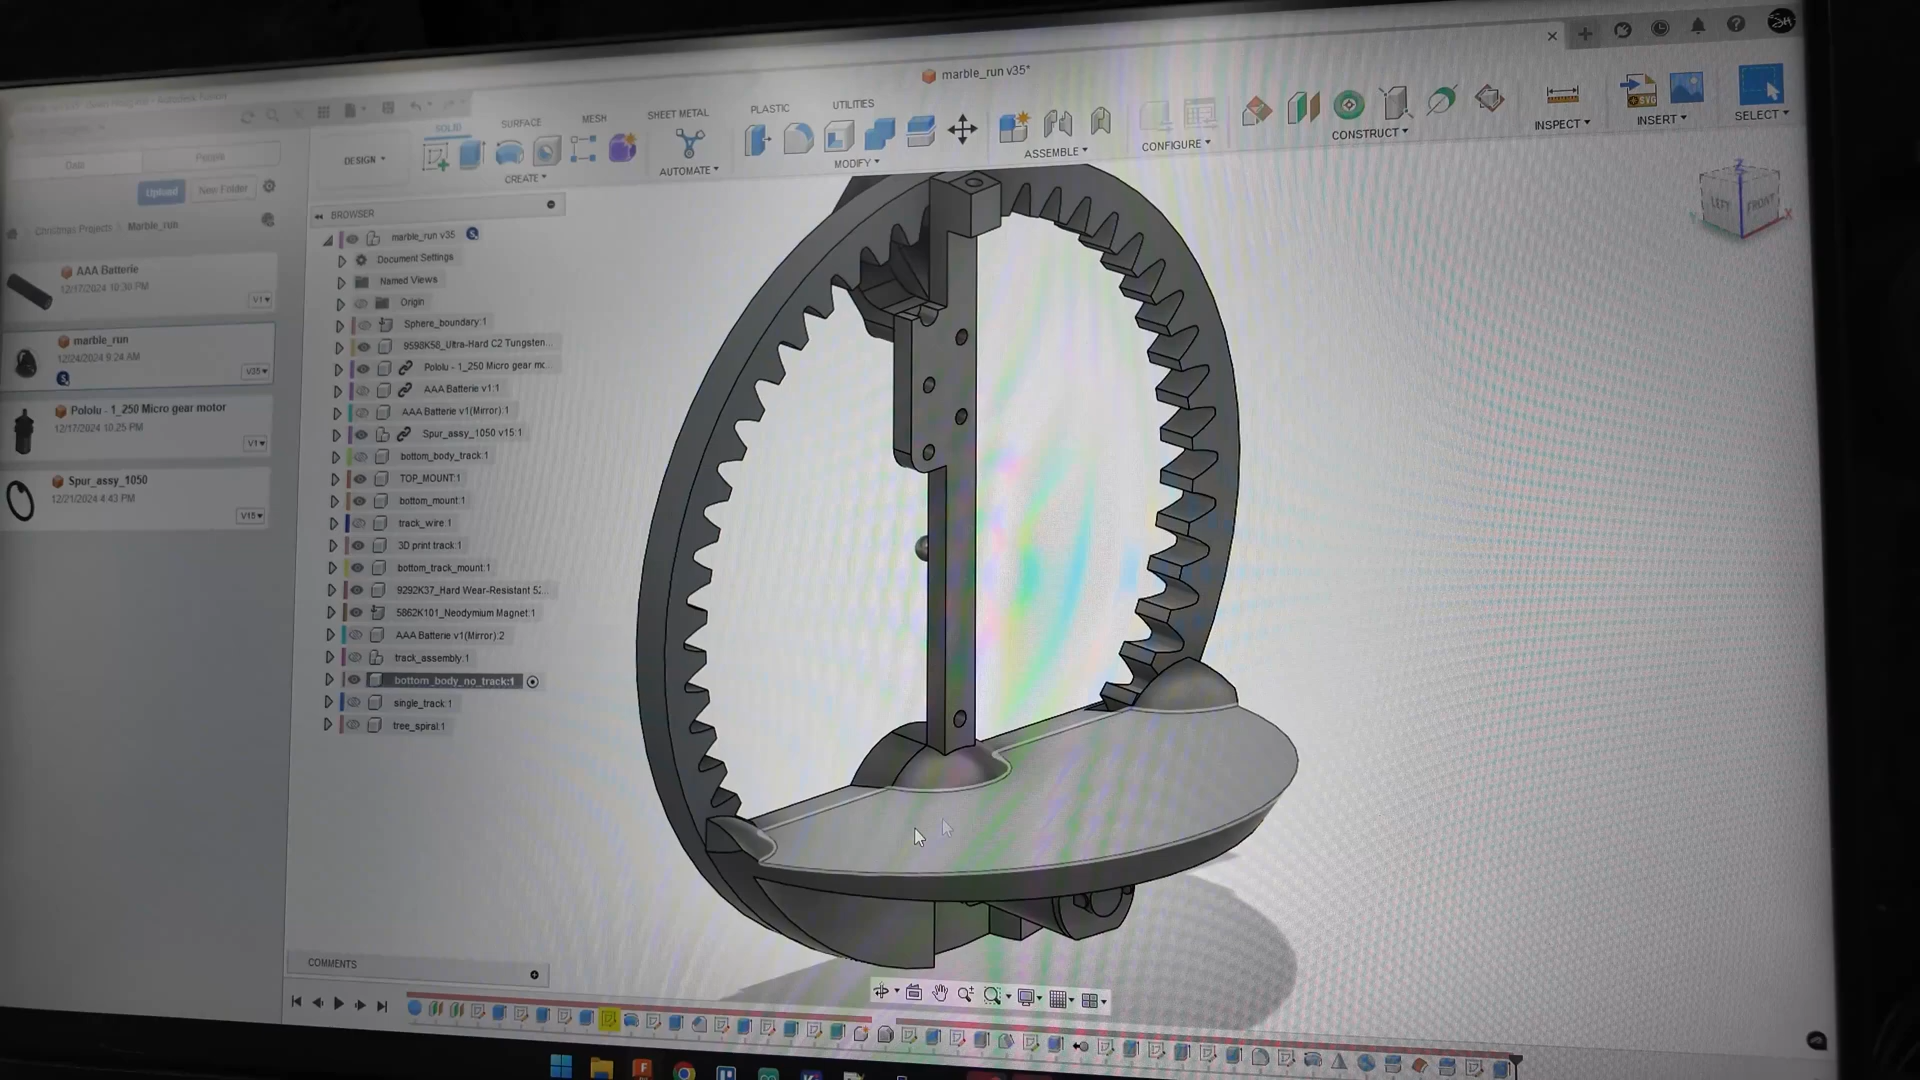 marble_run v35*
SOLID
SURFACE
MESH
SHEET METAL
PLASTIC
UTILITIES
DESIGN
CREATE
AUTOMATE
MODIFY
ASSEMBLE
CONFIGURE
CONSTRUCT
INSPECT
INSERT
SELECT
Data
People
Upload
New Folder
Christmas Projects
Marble_run
AAA Batterie
12/17/2024 10:30 PM
V1
marble_run
12/24/2024 9:24 AM
V35
Pololu - 1_250 Micro gear motor
12/17/2024 10:25 PM
V1
Spur_assy_1050
12/21/2024 4:43 PM
V15
BROWSER
marble_run v35
Document Settings
Named Views
Origin
Sphere_boundary:1
9598K58_Ultra-Hard C2 Tungsten...
Pololu - 1_250 Micro gear mc...
AAA Batterie v1:1
AAA Batterie v1(Mirror):1
Spur_assy_1050 v15:1
bottom_body_track:1
TOP_MOUNT:1
bottom_mount:1
track_wire:1
3D print track:1
bottom_track_mount:1
9292K37_Hard Wear-Resistant 52...
5862K101_Neodymium Magnet:1
AAA Batterie v1(Mirror):2
track_assembly:1
bottom_body_no_track:1
single_track:1
tree_spiral:1
LEFT
FRONT
Z
X
Y
COMMENTS